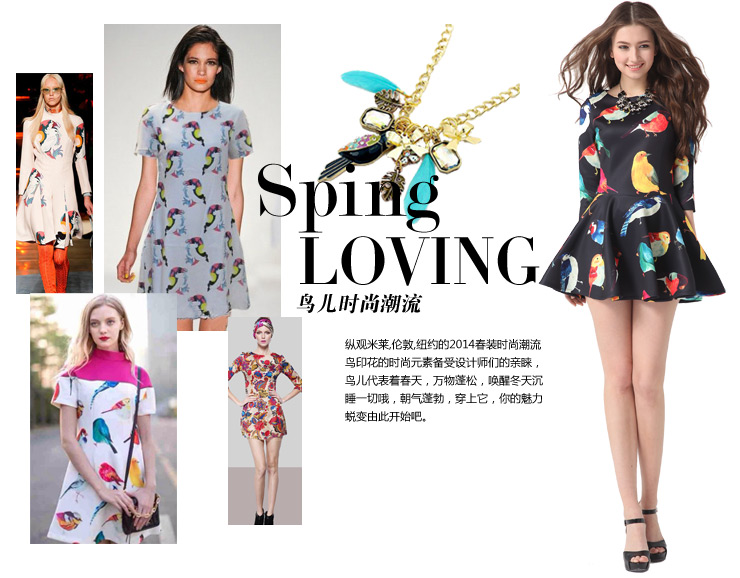 Sping
LOVING
鸟儿时尚潮流
纵观米莱,伦敦,纽约的2014春装时尚潮流
鸟印花的时尚元素备受设计师们的亲睐，
鸟儿代表着春天，万物蓬松，唤醒冬天沉
睡一切哦，朝气蓬勃，穿上它，你的魅力
蜕变由此开始吧。